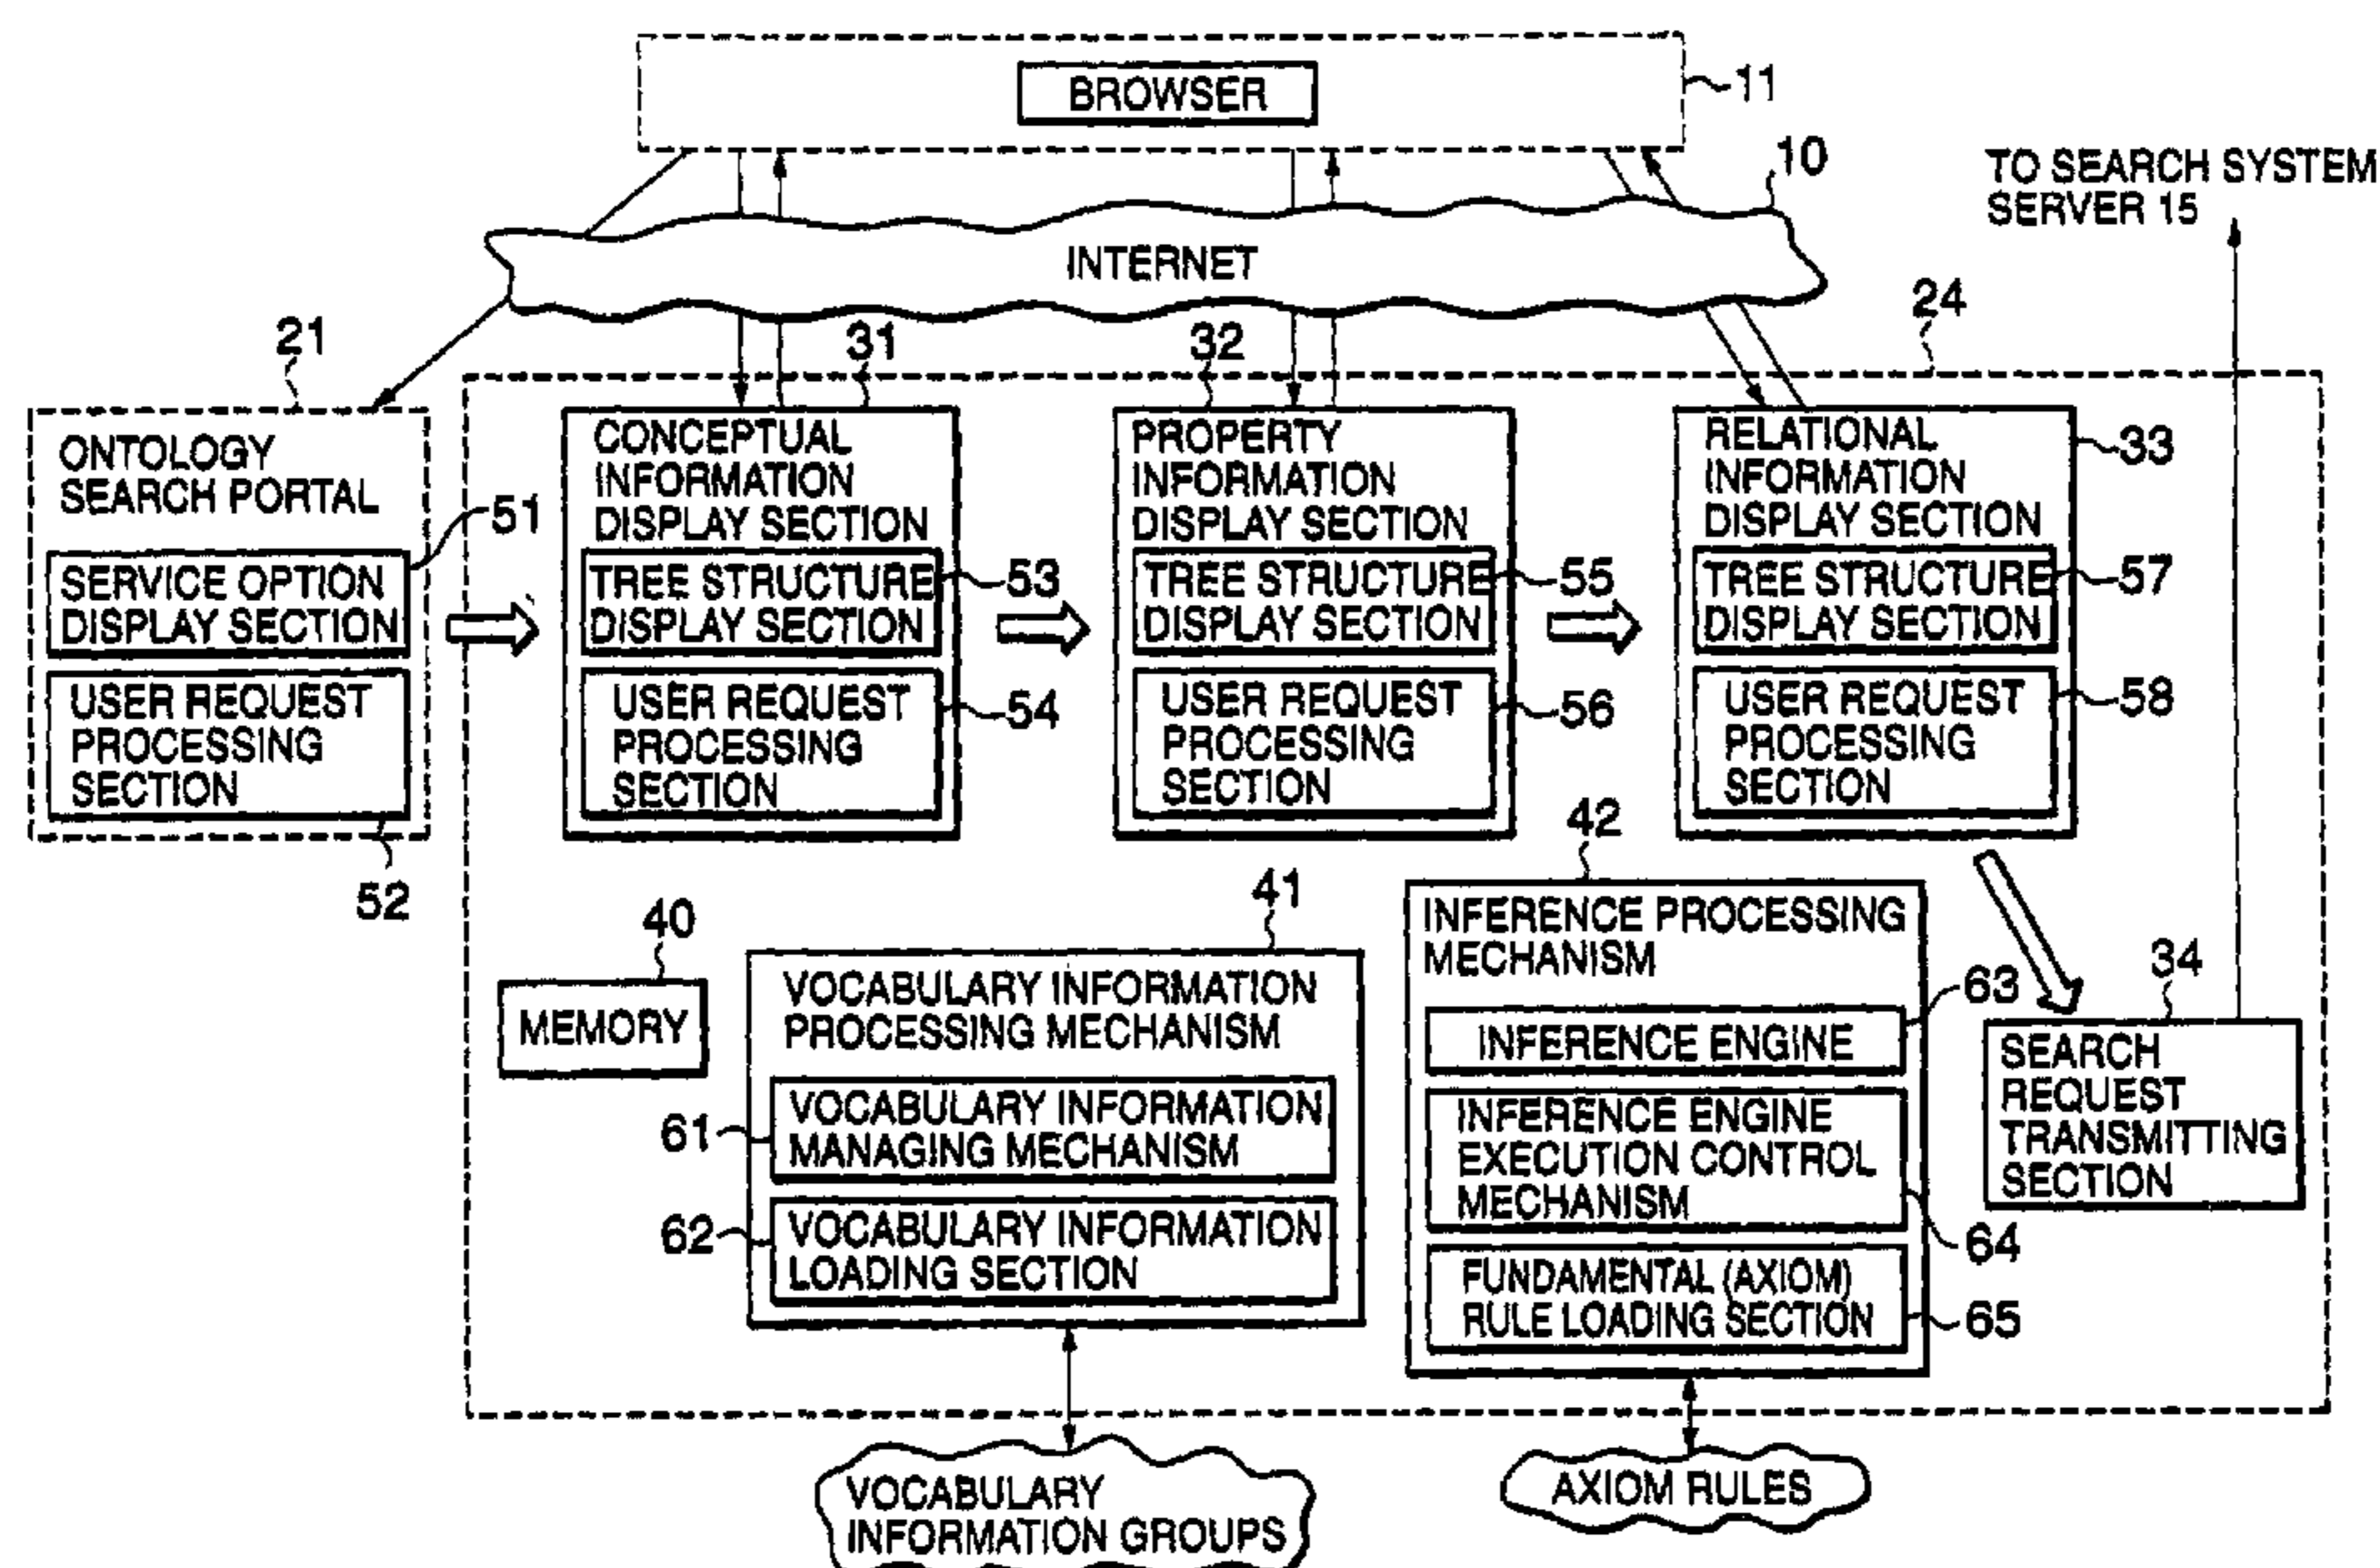 BROWSER
11
10
TO SEARCH SYSTEM
SERVER 15
INTERNET
24
21
31
32
ONTOLOGY
SEARCH PORTAL
51
SERVICE OPTION
DISPLAY SECTION
USER REQUEST
PROCESSING
SECTION
52
CONCEPTUAL
INFORMATION
DISPLAY SECTION
TREE STRUCTURE
DISPLAY SECTION
53
USER REQUEST
PROCESSING
SECTION
54
PROPERTY
INFORMATION
DISPLAY SECTION
TREE STRUCTURE
DISPLAY SECTION
55
USER REQUEST
PROCESSING
SECTION
56
RELATIONAL
INFORMATION
DISPLAY SECTION
33
TREE STRUCTURE
DISPLAY SECTION
57
USER REQUEST
PROCESSING
SECTION
58
40
MEMORY
41
VOCABULARY INFORMATION
PROCESSING MECHANISM
61
VOCABULARY INFORMATION
MANAGING MECHANISM
62
VOCABULARY INFORMATION
LOADING SECTION
42
INFERENCE PROCESSING
MECHANISM
63
INFERENCE ENGINE
INFERENCE ENGINE
EXECUTION CONTROL
MECHANISM
64
FUNDAMENTAL (AXIOM)
RULE LOADING SECTION
65
34
SEARCH
REQUEST
TRANSMITTING
SECTION
VOCABULARY
INFORMATION GROUPS
AXIOM RULES